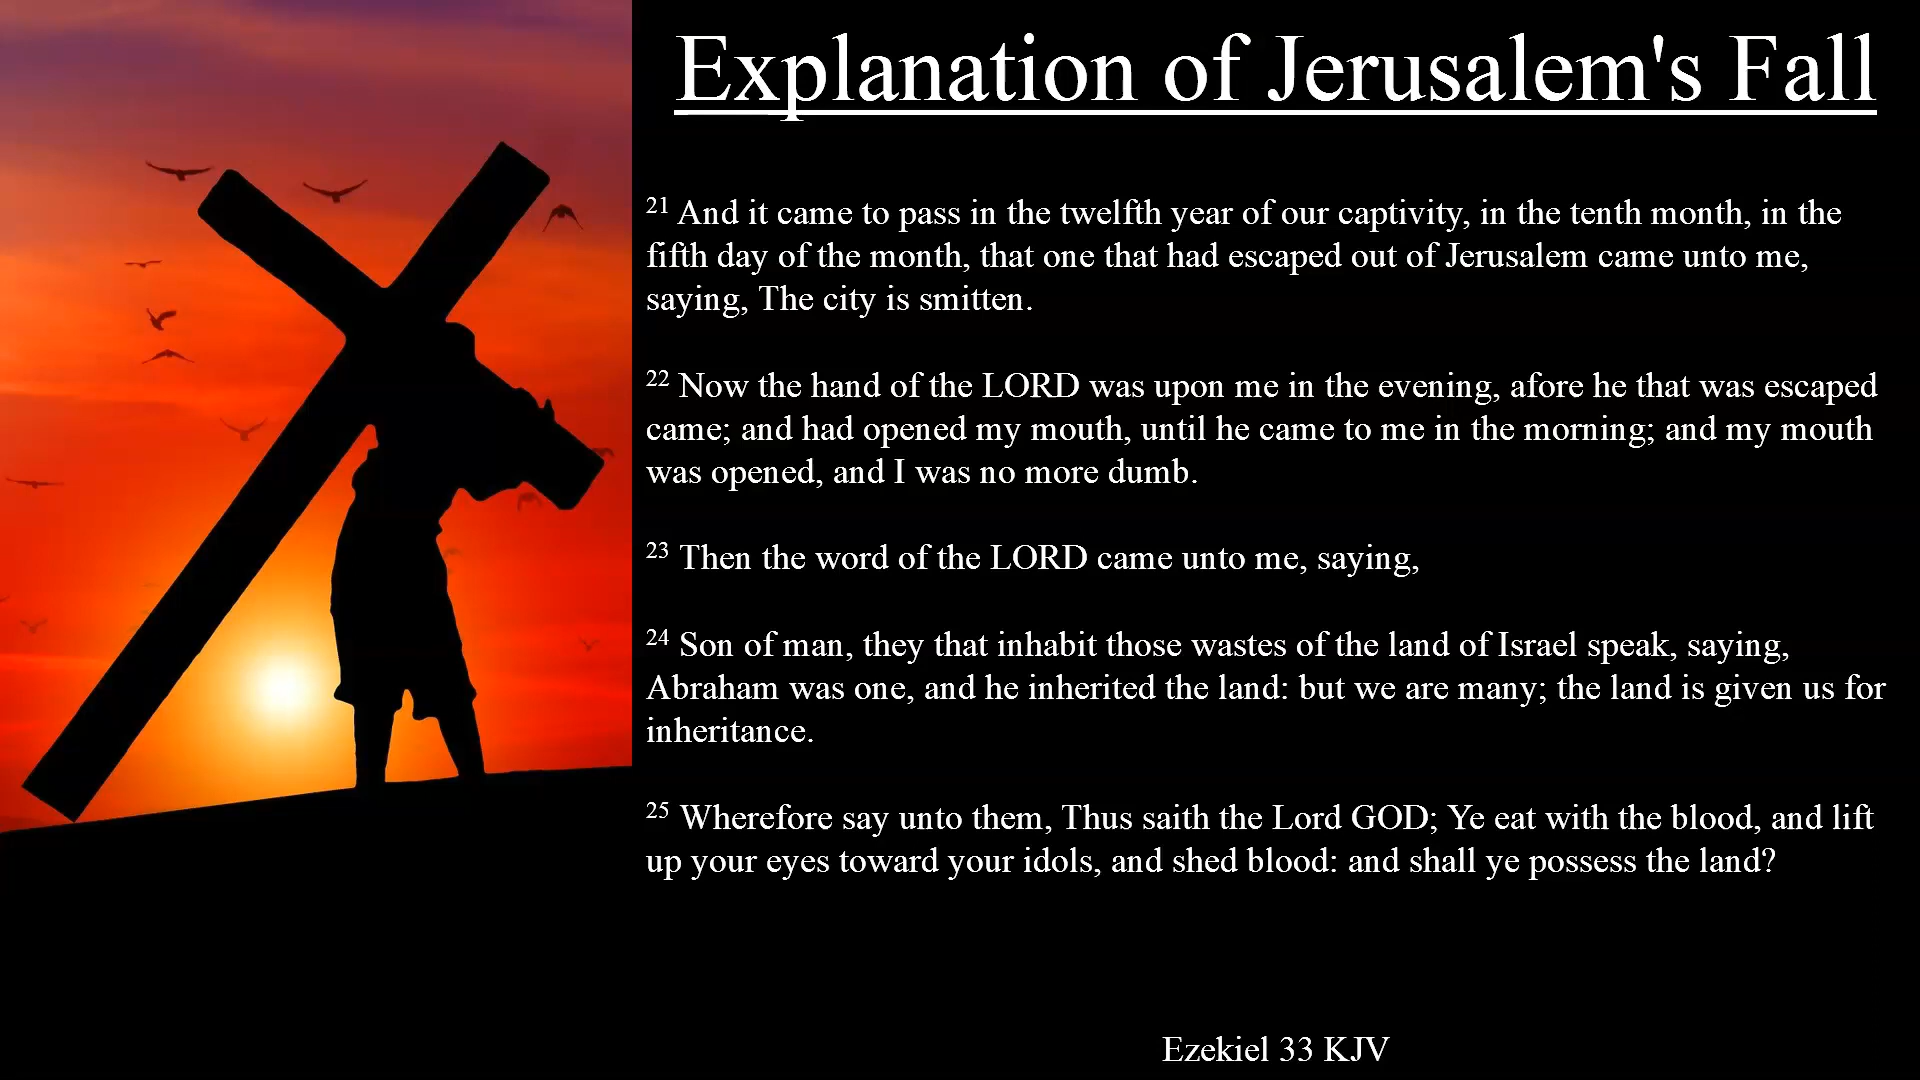 Explanation of Jerusalem's Fall
21 And it came to pass in the twelfth year of our captivity, in the tenth month, in the
fifth day of the month, that one that had escaped out of Jerusalem came unto me,
saying, The city is smitten.
22 Now the hand of the LORD was upon me in the evening, afore he that was escaped
came; and had opened my mouth, until he came to me in the morning; and my mouth
was opened, and I was no more dumb.
23 Then the word of the LORD came unto me, saying,
24 Son of man, they that inhabit those wastes of the land of Israel speak, saying,
Abraham was one, and he inherited the land: but we are many; the land is given us for
inheritance.
25 Wherefore say unto them, Thus saith the Lord GOD; Ye eat with the blood, and lift
up your eyes toward your idols, and shed blood: and shall ye possess the land?
Ezekiel 33 KJV